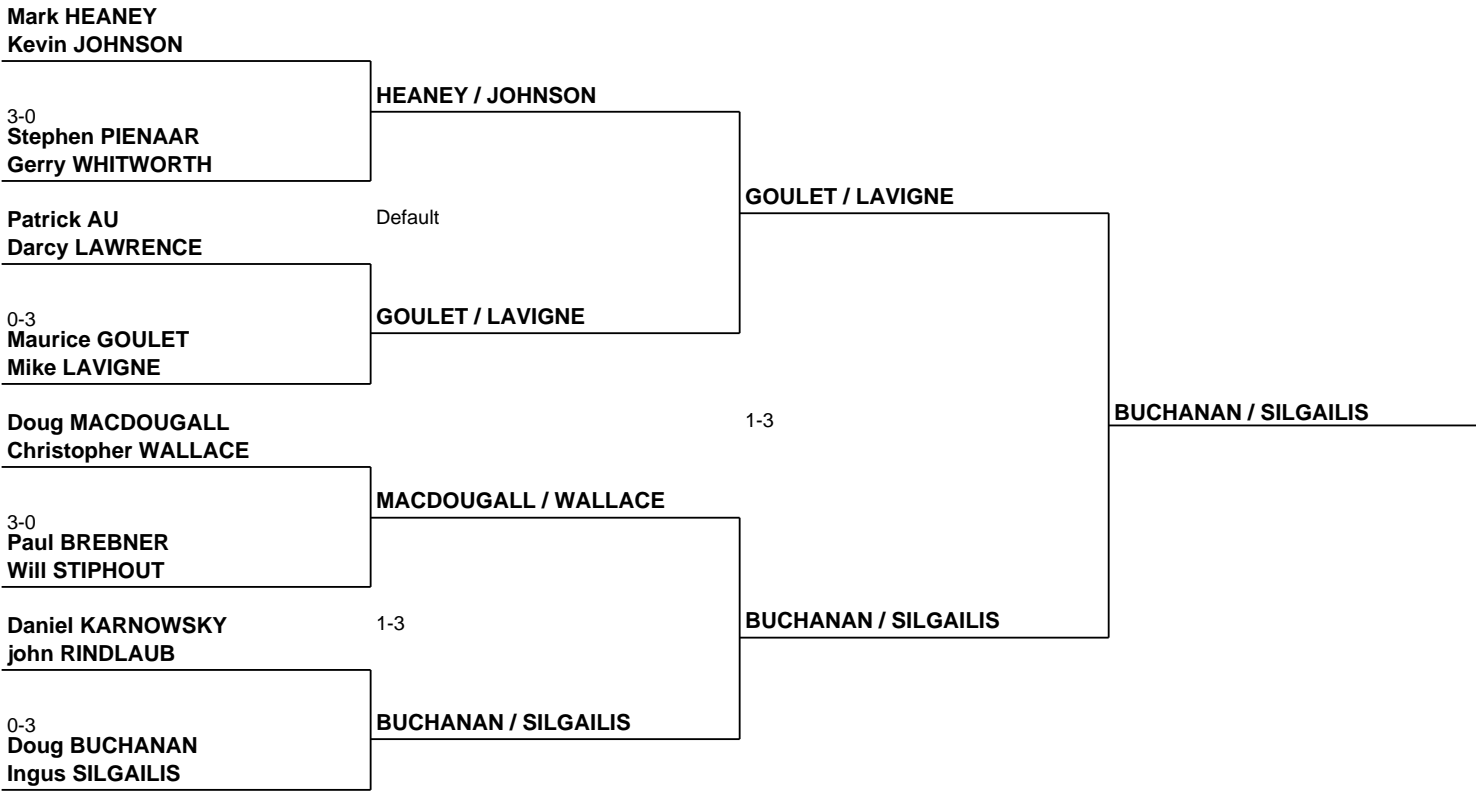 Mark HEANEY
Kevin JOHNSON
HEANEY / JOHNSON
3-0
Stephen PIENAAR
Gerry WHITWORTH
GOULET / LAVIGNE
Patrick AU
Darcy LAWRENCE
Default
0-3
Maurice GOULET
Mike LAVIGNE
GOULET / LAVIGNE
BUCHANAN / SILGAILIS
Doug MACDOUGALL
Christopher WALLACE
1-3
MACDOUGALL / WALLACE
3-0
Paul BREBNER
Will STIPHOUT
BUCHANAN / SILGAILIS
Daniel KARNOWSKY
john RINDLAUB
1-3
0-3
Doug BUCHANAN
Ingus SILGAILIS
BUCHANAN / SILGAILIS